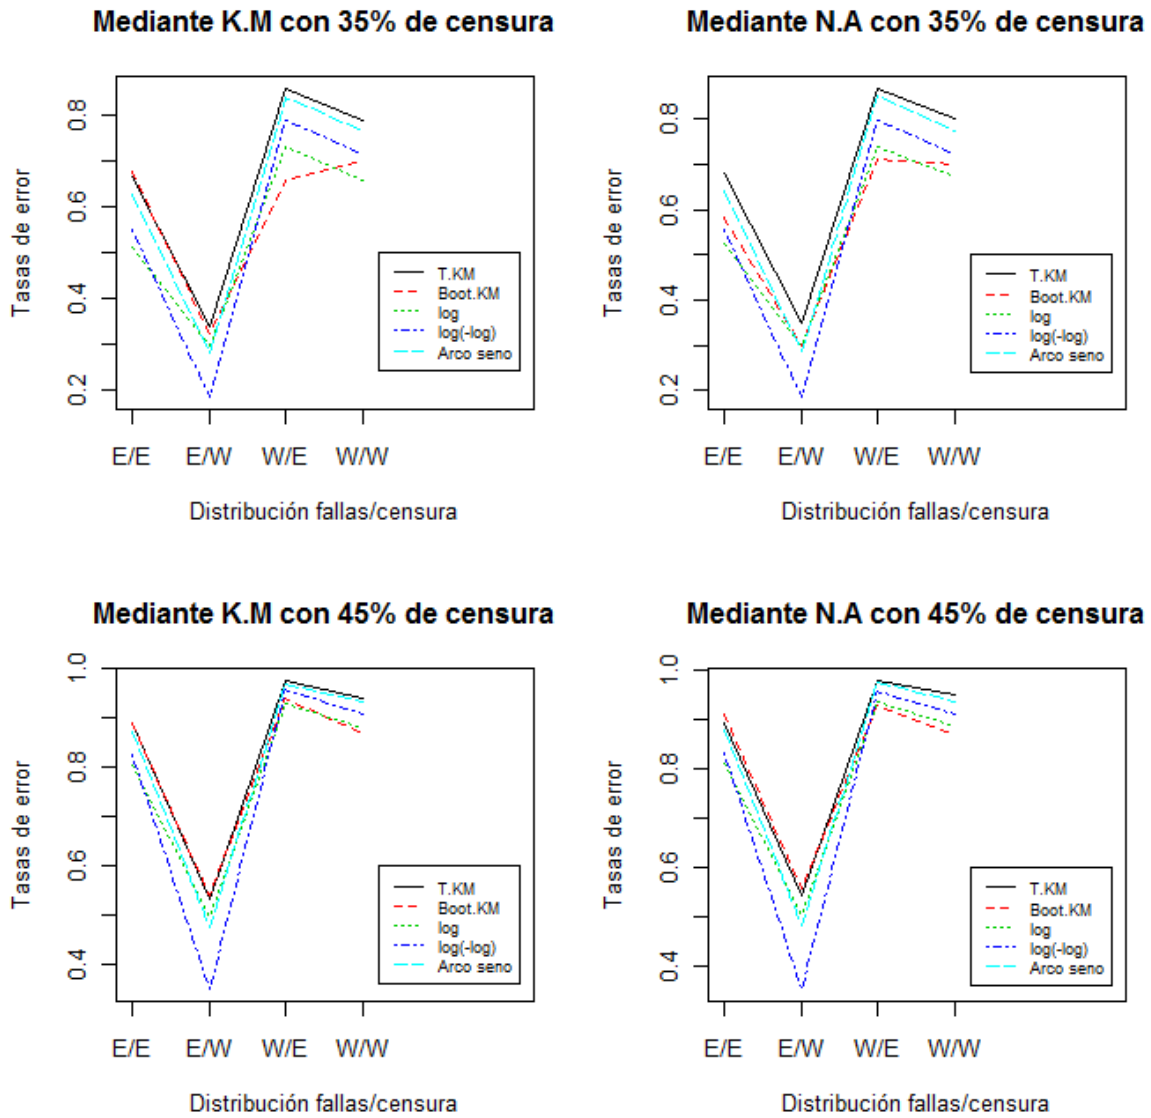 Mediante K.M con 35% de censura
Tasas de error
0.8
0.6
0.4
0.2
T.KM
Boot.KM
log
log(-log)
Arco seno
E/E E/W W/E W/W
Distribución fallas/censura
Mediante N.A con 35% de censura
Tasas de error
0.8
0.6
0.4
0.2
T.KM
Boot.KM
log
log(-log)
Arco seno
E/E E/W W/E W/W
Distribución fallas/censura
Mediante K.M con 45% de censura
Tasas de error
1.0
0.8
0.6
0.4
T.KM
Boot.KM
log
log(-log)
Arco seno
E/E E/W W/E W/W
Distribución fallas/censura
Mediante N.A con 45% de censura
Tasas de error
1.0
0.8
0.6
0.4
T.KM
Boot.KM
log
log(-log)
Arco seno
E/E E/W W/E W/W
Distribución fallas/censura